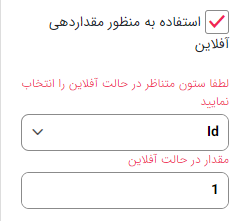 استفاده به منظور مقداردهی
آفلاین
لطفا ستون متناظر در حالت آفلاین را انتخاب
نمایید
Id
مقدار در حالت آفلاین
1